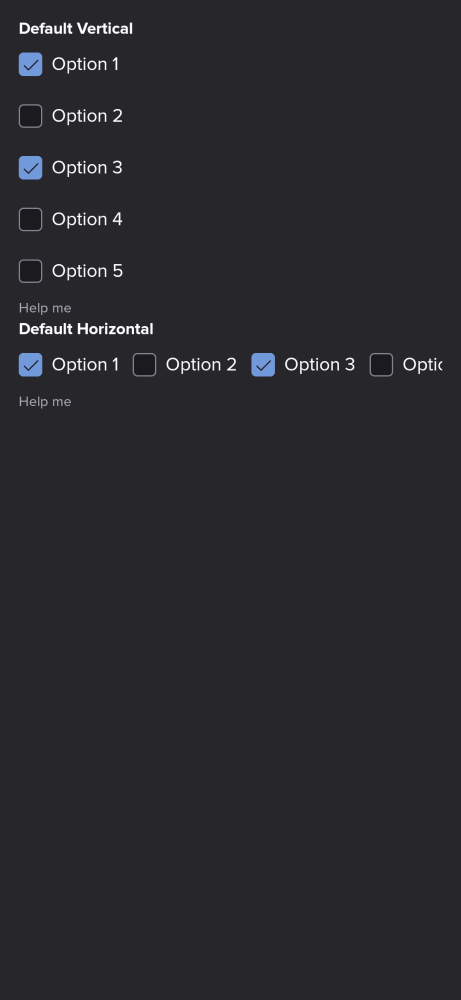 Default Vertical
Option 1
Option 2
Option 3
Option 4
Option 5
Help me
Default Horizontal
Option 1 Option 2 Option 3
Help me